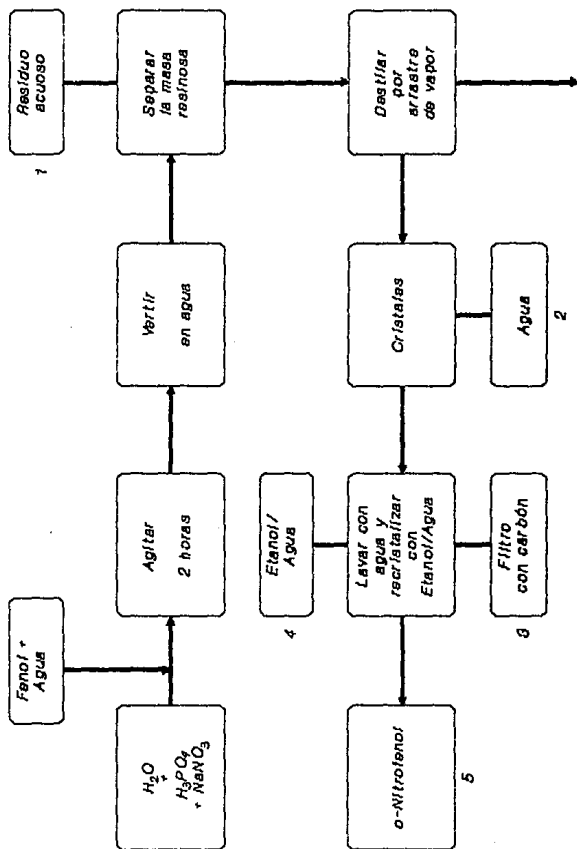 Fenol +
Agua
H2O
+
H3PO4
+ NaNO3
Agitar
2 horas
Vertir
en agua
Separar
la masa
resinosa
Residuo
acuoso
1
Destilar
por
arrastre
de vapor
Cristales
Agua
2
Lavar con
agua y
recristalizar
con
Etanol/Agua
Etanol/
Agua
4
Filtro
con carbón
3
o-Nitrofenol
5